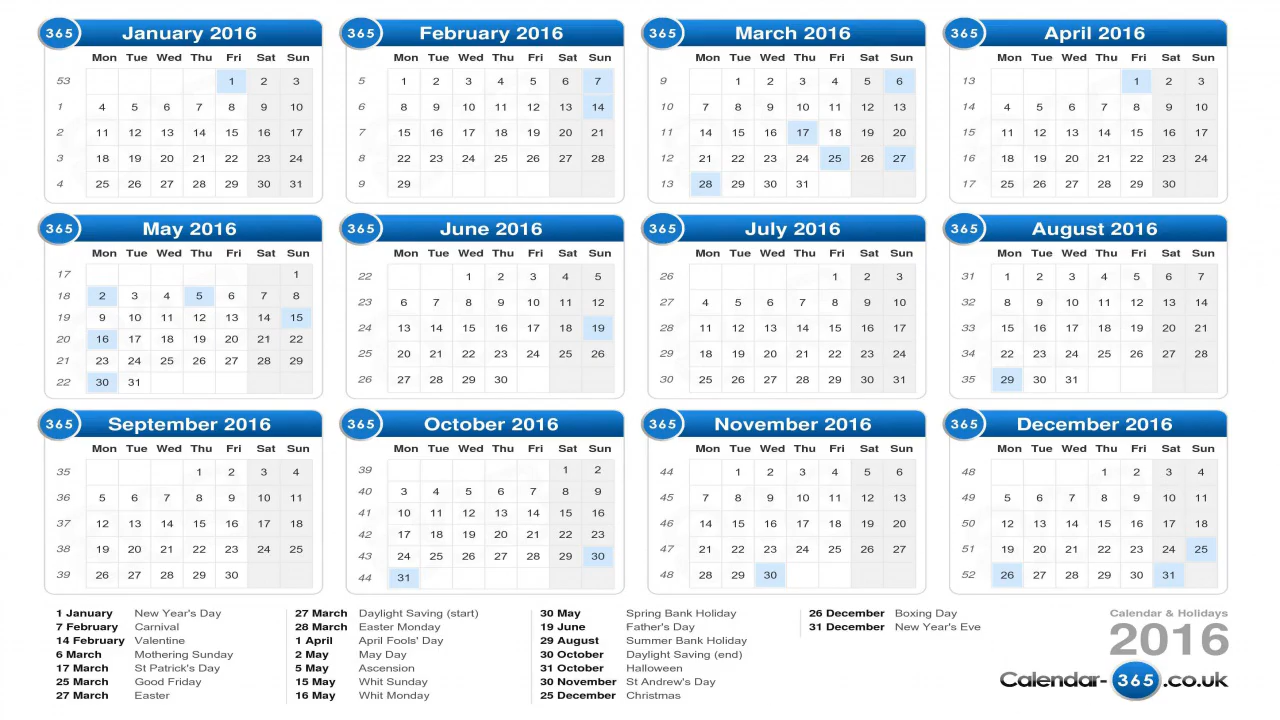 365 January 2016
Mon Tue Wed Thu Fri Sat Sun
53 1 2 3
1 4 5 6 7 8 9 10
2 11 12 13 14 15 16 17
3 18 19 20 21 22 23 24
4 25 26 27 28 29 30 31
365 February 2016
Mon Tue Wed Thu Fri Sat Sun
5 1 2 3 4 5 6 7
6 8 9 10 11 12 13 14
7 15 16 17 18 19 20 21
8 22 23 24 25 26 27 28
9 29
365 March 2016
Mon Tue Wed Thu Fri Sat Sun
9 1 2 3 4 5 6
10 7 8 9 10 11 12 13
11 14 15 16 17 18 19 20
12 21 22 23 24 25 26 27
13 28 29 30 31
365 April 2016
Mon Tue Wed Thu Fri Sat Sun
13 1 2 3
14 4 5 6 7 8 9 10
15 11 12 13 14 15 16 17
16 18 19 20 21 22 23 24
17 25 26 27 28 29 30
365 May 2016
Mon Tue Wed Thu Fri Sat Sun
17 1
18 2 3 4 5 6 7 8
19 9 10 11 12 13 14 15
20 16 17 18 19 20 21 22
21 23 24 25 26 27 28 29
22 30 31
365 June 2016
Mon Tue Wed Thu Fri Sat Sun
22 1 2 3 4 5
23 6 7 8 9 10 11 12
24 13 14 15 16 17 18 19
25 20 21 22 23 24 25 26
26 27 28 29 30
365 July 2016
Mon Tue Wed Thu Fri Sat Sun
26 1 2 3
27 4 5 6 7 8 9 10
28 11 12 13 14 15 16 17
29 18 19 20 21 22 23 24
30 25 26 27 28 29 30 31
365 August 2016
Mon Tue Wed Thu Fri Sat Sun
31 1 2 3 4 5 6 7
32 8 9 10 11 12 13 14
33 15 16 17 18 19 20 21
34 22 23 24 25 26 27 28
35 29 30 31
365 September 2016
Mon Tue Wed Thu Fri Sat Sun
35 1 2 3 4
36 5 6 7 8 9 10 11
37 12 13 14 15 16 17 18
38 19 20 21 22 23 24 25
39 26 27 28 29 30
365 October 2016
Mon Tue Wed Thu Fri Sat Sun
39 1 2
40 3 4 5 6 7 8 9
41 10 11 12 13 14 15 16
42 17 18 19 20 21 22 23
43 24 25 26 27 28 29 30
44 31
365 November 2016
Mon Tue Wed Thu Fri Sat Sun
44 1 2 3 4 5 6
45 7 8 9 10 11 12 13
46 14 15 16 17 18 19 20
47 21 22 23 24 25 26 27
48 28 29 30
365 December 2016
Mon Tue Wed Thu Fri Sat Sun
48 1 2 3 4
49 5 6 7 8 9 10 11
50 12 13 14 15 16 17 18
51 19 20 21 22 23 24 25
52 26 27 28 29 30 31
1 January New Year's Day
7 February Carnival
14 February Valentine
6 March Mothering Sunday
17 March St Patrick's Day
25 March Good Friday
27 March Easter
27 March Daylight Saving (start)
28 March Easter Monday
1 April April Fools' Day
2 May May Day
5 May Ascension
15 May Whit Sunday
16 May Whit Monday
30 May Spring Bank Holiday
19 June Father's Day
29 August Summer Bank Holiday
30 October Daylight Saving (end)
31 October Halloween
30 November St Andrew's Day
25 December Christmas
26 December Boxing Day
31 December New Year's Eve
Calendar & Holidays
2016
Calendar-365.co.uk